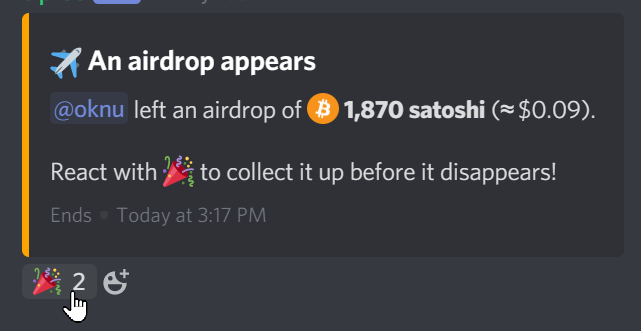 An airdrop appears
@oknu left an airdrop of 1,870 satoshi (≈ $0.09).
React with 🎉 to collect it up before it disappears!
Ends • Today at 3:17 PM
🎉 2